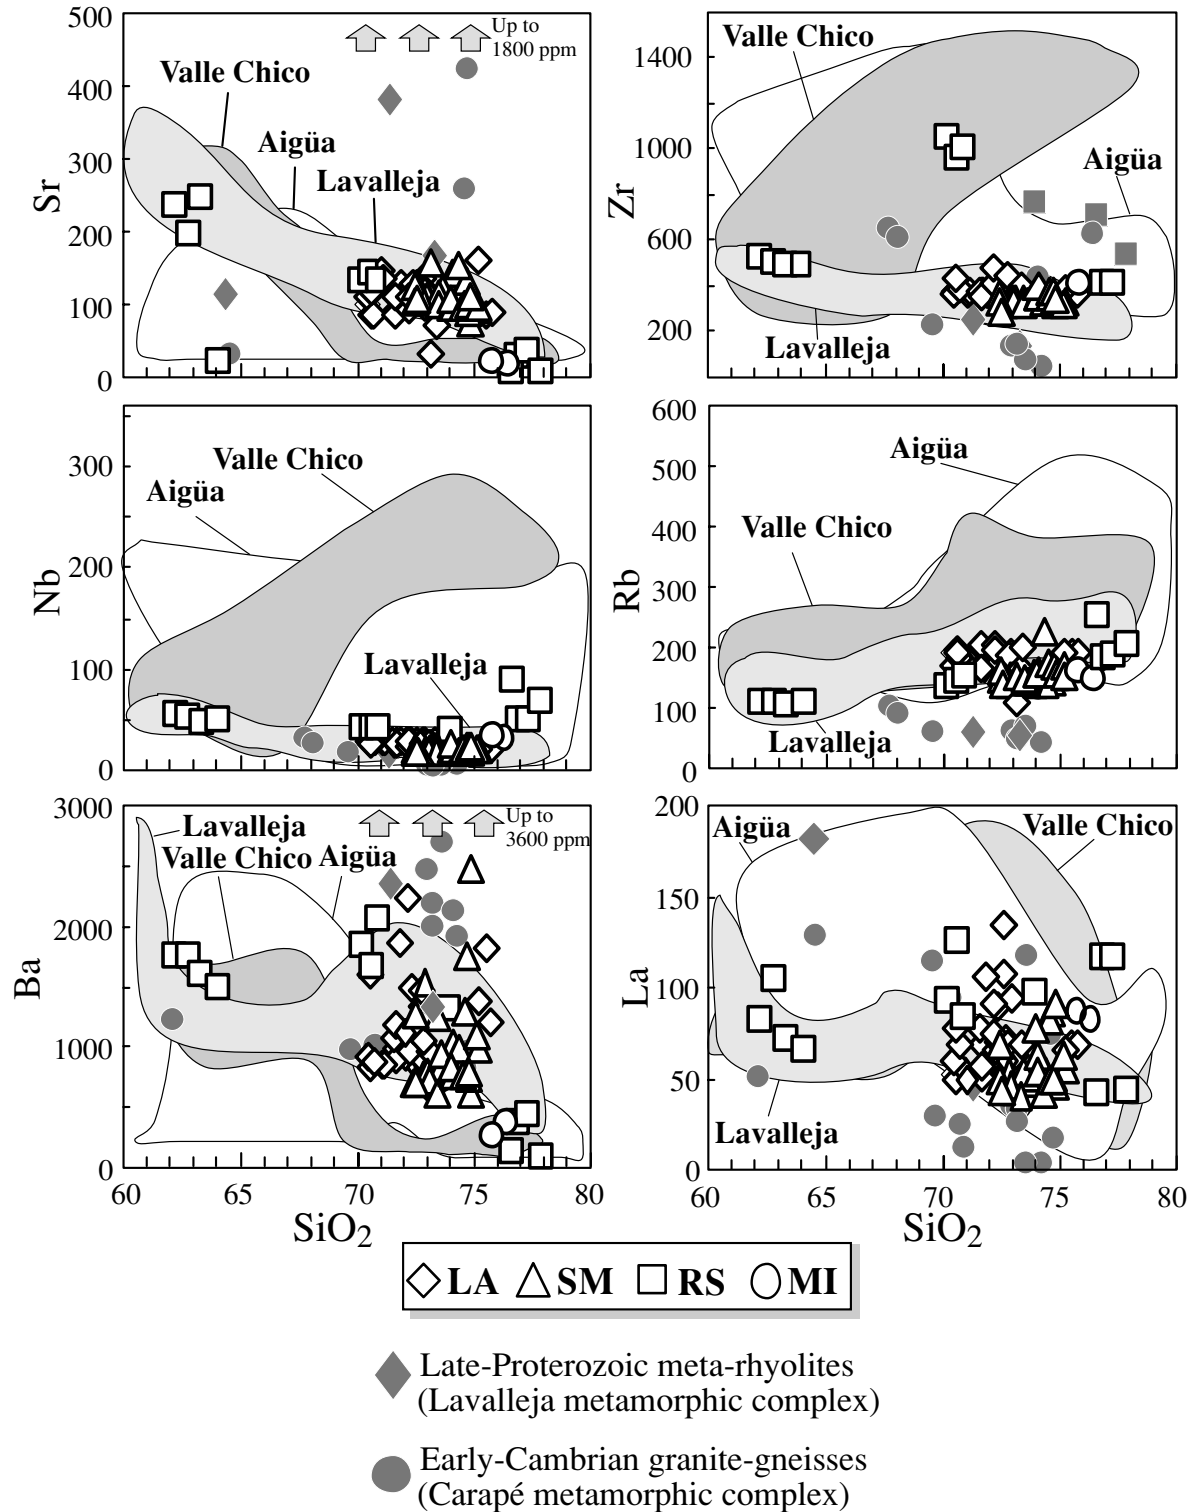 500
400
300
200
100
0
Sr
Up to
1800 ppm
Valle Chico
Aigüa
Lavalleja
1400
1000
600
200
Zr
Valle Chico
Aigüa
Lavalleja
300
200
100
0
Nb
Valle Chico
Aigüa
Lavalleja
600
500
400
300
200
100
0
Rb
Aigüa
Valle Chico
Lavalleja
3000
2000
1000
0
Ba
Up to
3600 ppm
Lavalleja
Valle Chico Aigüa
60 65 70 75 80
SiO2
200
150
100
50
0
La
Aigüa
Valle Chico
Lavalleja
60 65 70 75 80
SiO2
LA SM RS MI
Late-Proterozoic meta-rhyolites
(Lavalleja metamorphic complex)
Early-Cambrian granite-gneisses
(Carapé metamorphic complex)